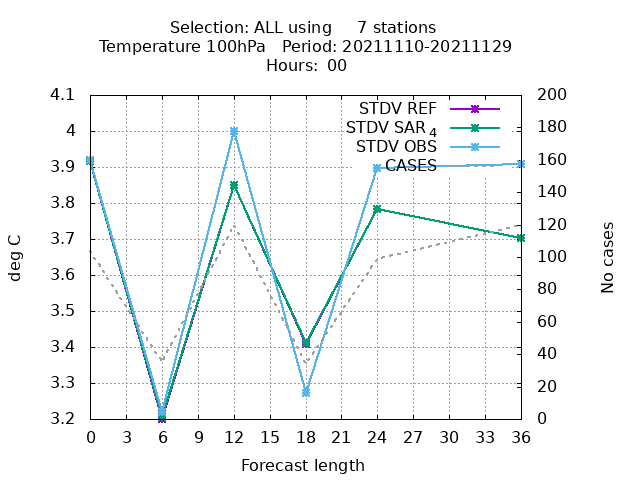 Selection: ALL using 7 stations
Temperature 100hPa Period: 20211110-20211129
Hours: 00
4.1
4
3.9
3.8
3.7
3.6
3.5
3.4
3.3
3.2
deg C
STDV REF
STDV SAR4
STDV OBS
CASES
200
180
160
140
120
100
80
60
40
20
0
No cases
0 3 6 9 12 15 18 21 24 27 30 33 36
Forecast length